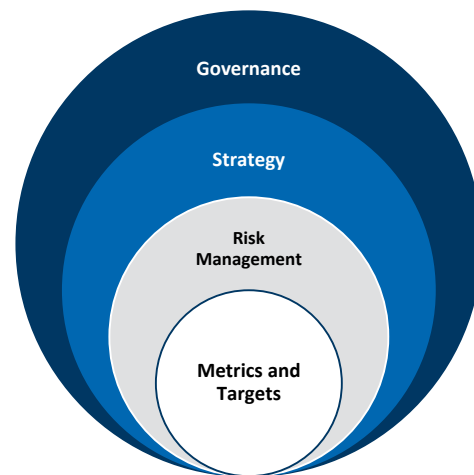 Governance
Strategy
Risk
Management
Metrics and
Targets